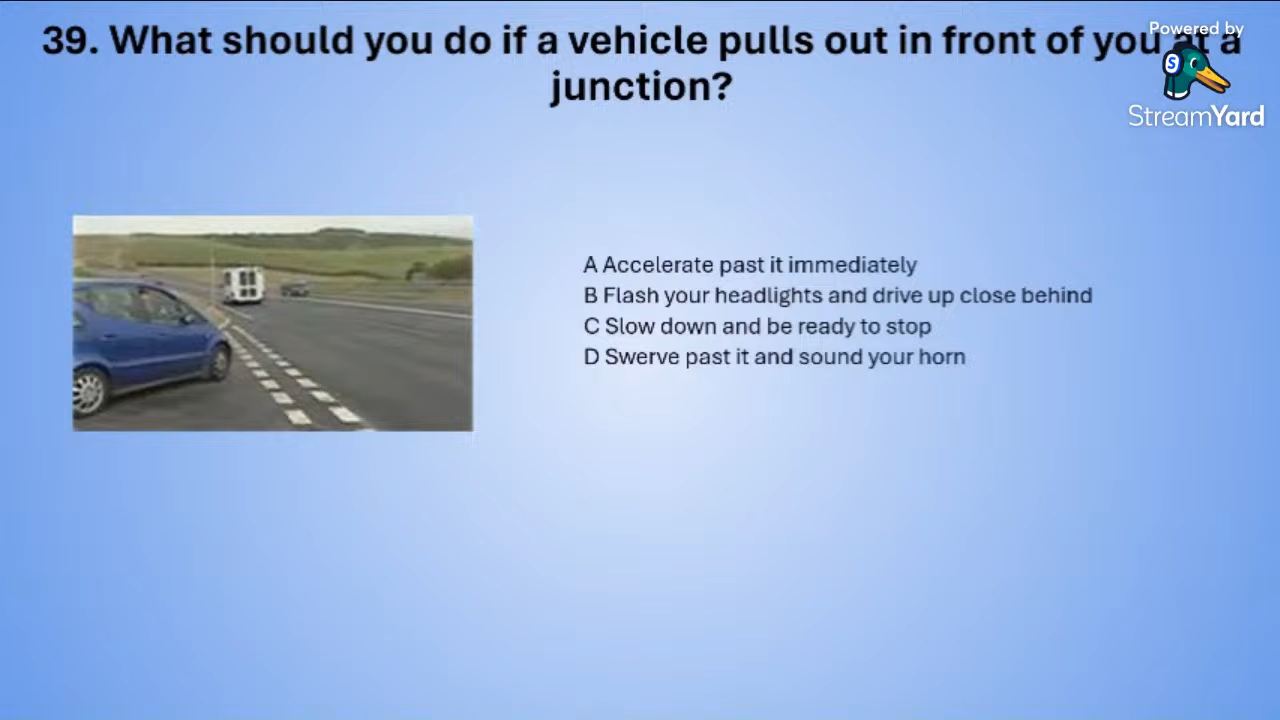 39. What should you do if a vehicle pulls out in front of you at a
junction?
Powered by
StreamYard
A Accelerate past it immediately
B Flash your headlights and drive up close behind
C Slow down and be ready to stop
D Swerve past it and sound your horn